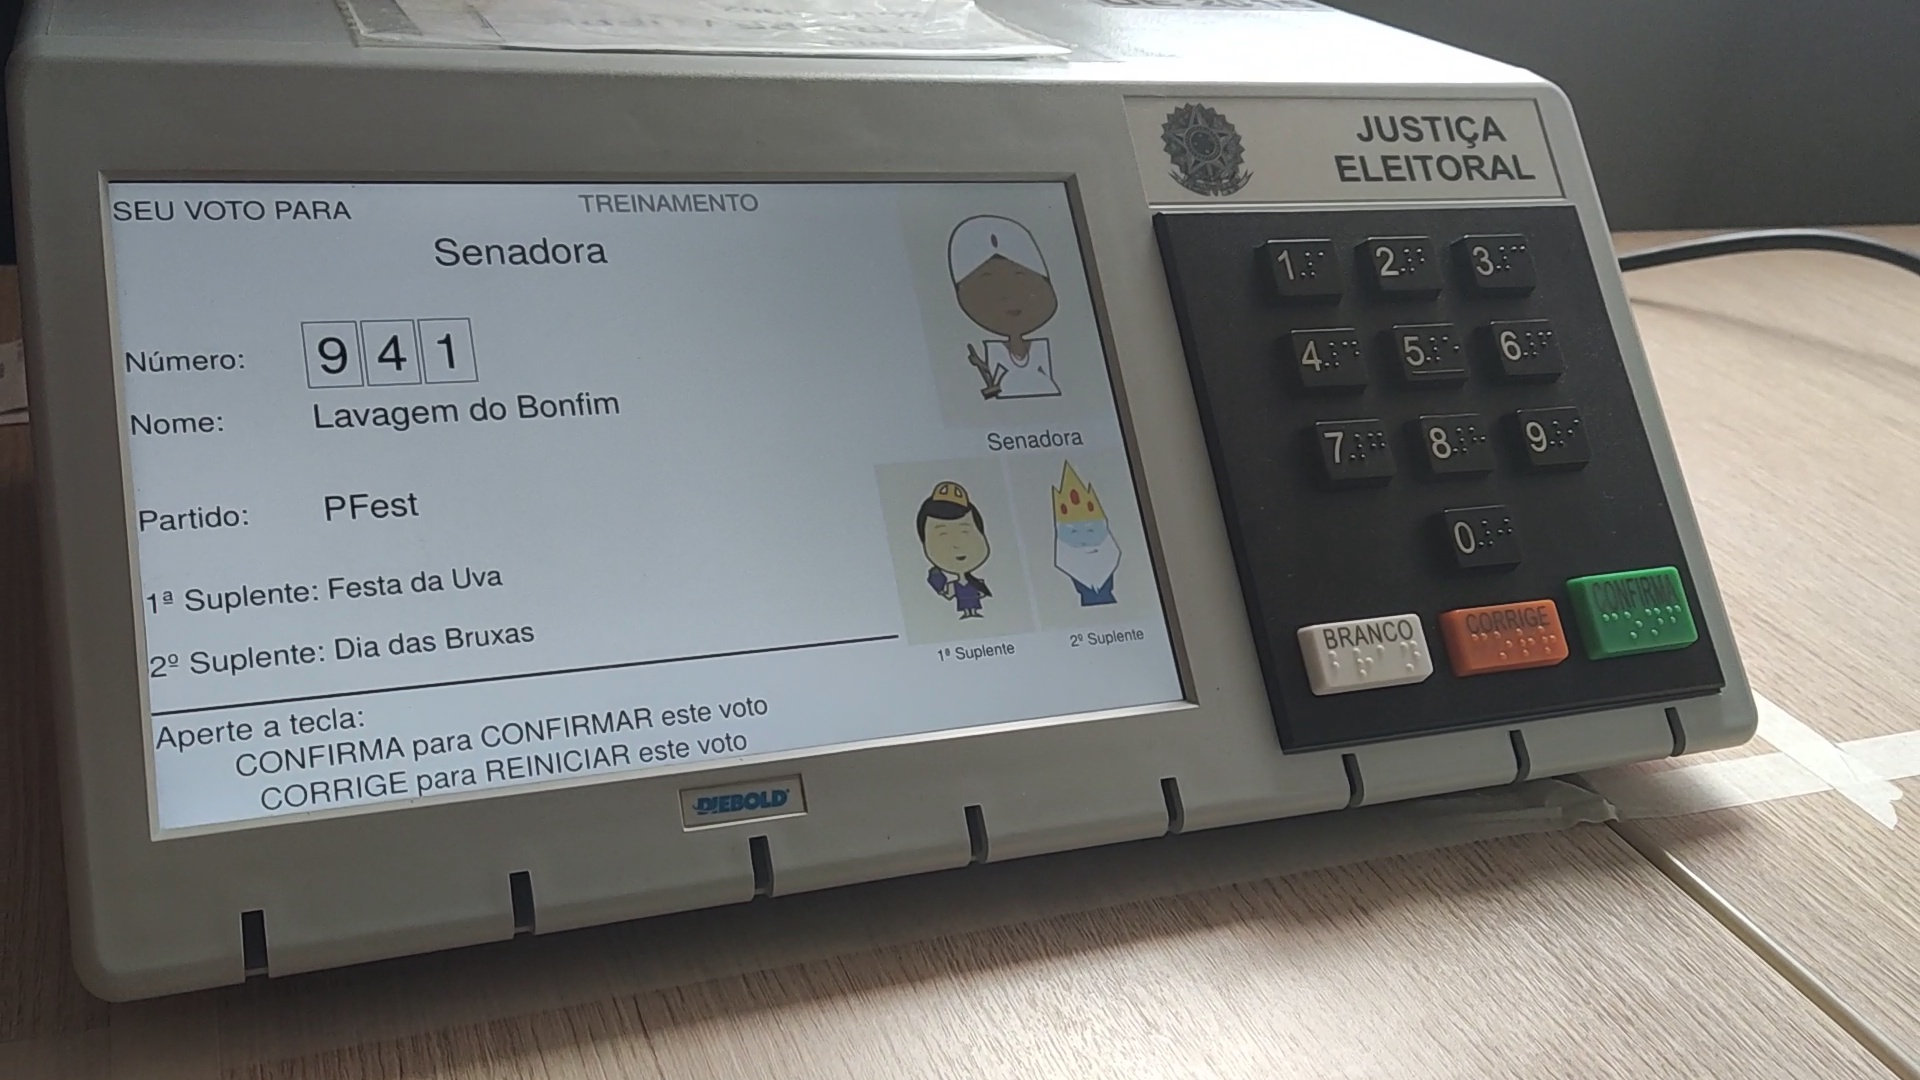 JUSTIÇA
ELEITORAL
SEU VOTO PARA
TREINAMENTO
Senadora
Número: 9 4 1
Nome: Lavagem do Bonfim
Senadora
Partido: PFest
1ª Suplente: Festa da Uva
2º Suplente: Dia das Bruxas
1ª Suplente
2º Suplente
Aperte a tecla:
CONFIRMA para CONFIRMAR este voto
CORRIGE para REINICIAR este voto
DIEBOLD
1 2 3
4 5 6
7 8 9
0
BRANCO CORRIGE CONFIRMA